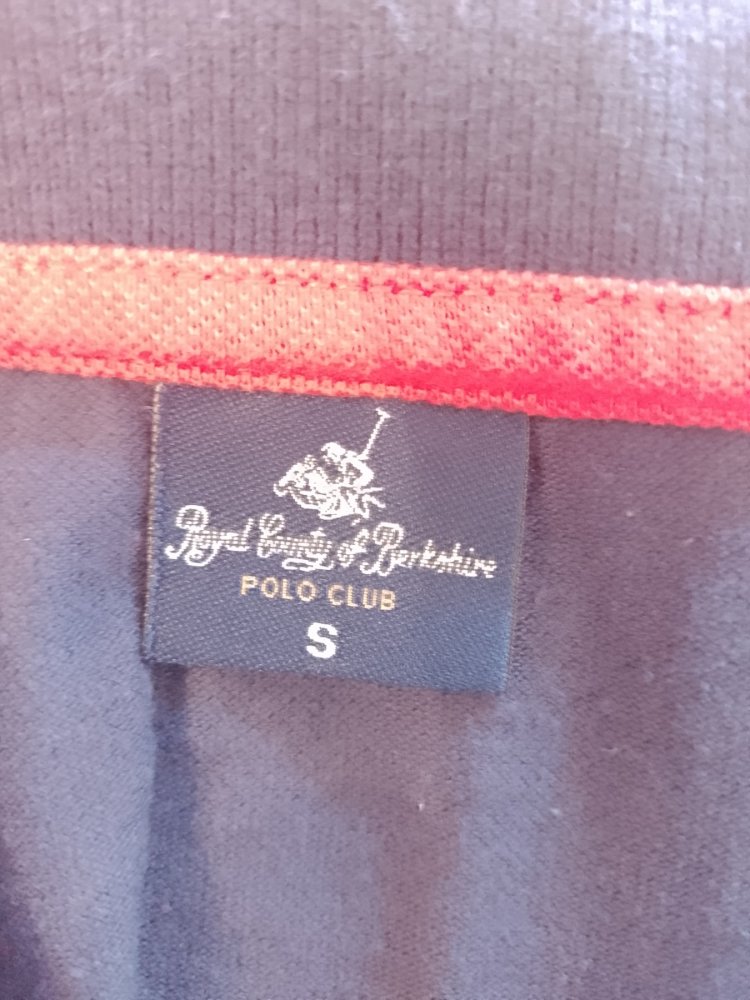 Royal County of Berkshire
POLO CLUB
S